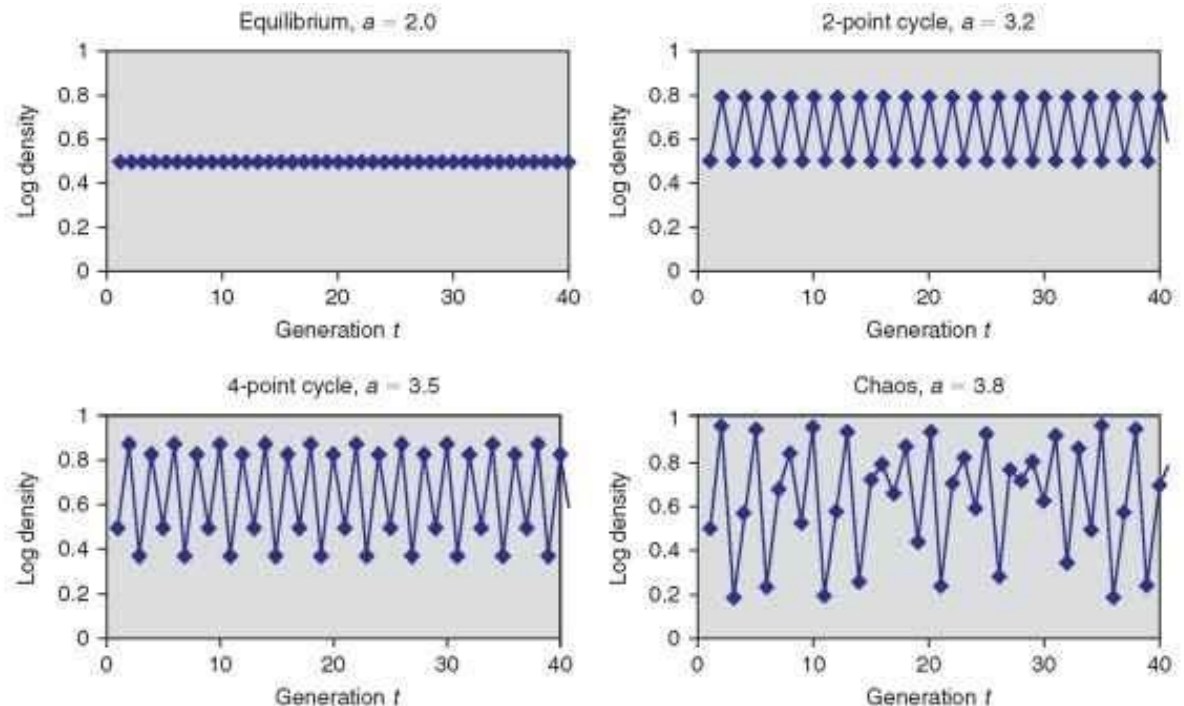 Equilibrium, a = 2.0
1
0.8
0.6
0.4
0.2
0
Log density
0 10 20 30 40
Generation t
2-point cycle, a = 3.2
1
0.8
0.6
0.4
0.2
0
Log density
0 10 20 30 40
Generation t
4-point cycle, a = 3.5
1
0.8
0.6
0.4
0.2
0
Log density
0 10 20 30 40
Generation t
Chaos, a = 3.8
1
0.8
0.6
0.4
0.2
0
Log density
0 10 20 30 40
Generation t